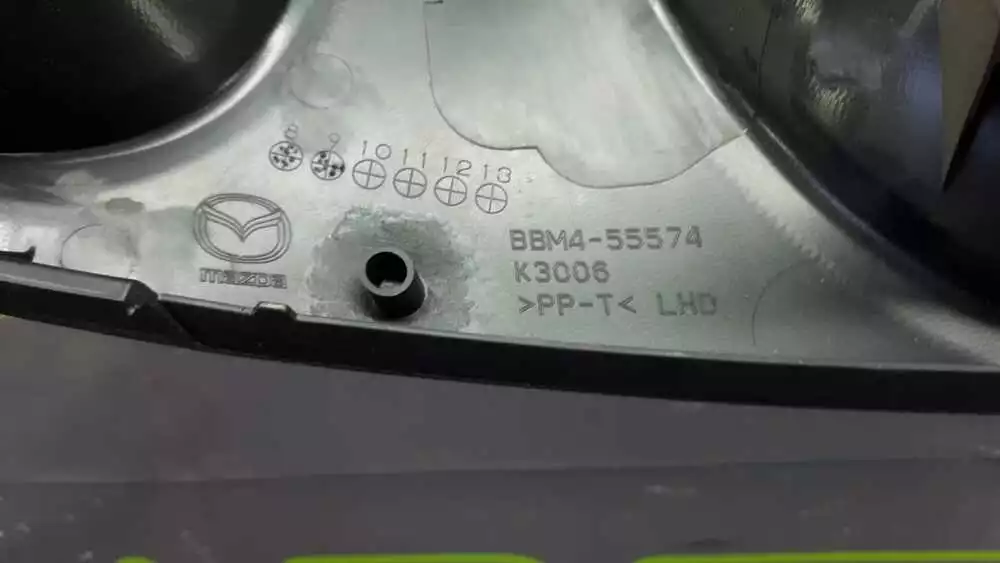 8 9 10 11 12 13
mazda
BBM4-55574
K3006
>PP-T< LHD